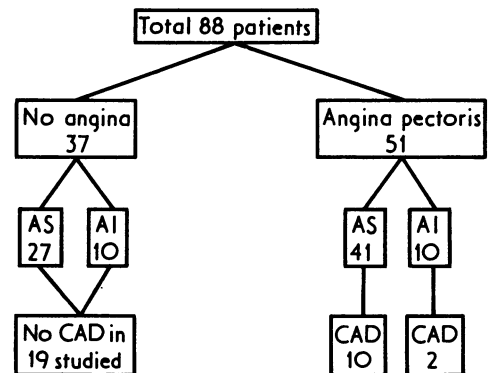 Total 88 patients
No angina
37
Angina pectoris
51
AS
27
AI
10
AS
41
AI
10
No CAD in
19 studied
CAD
10
CAD
2